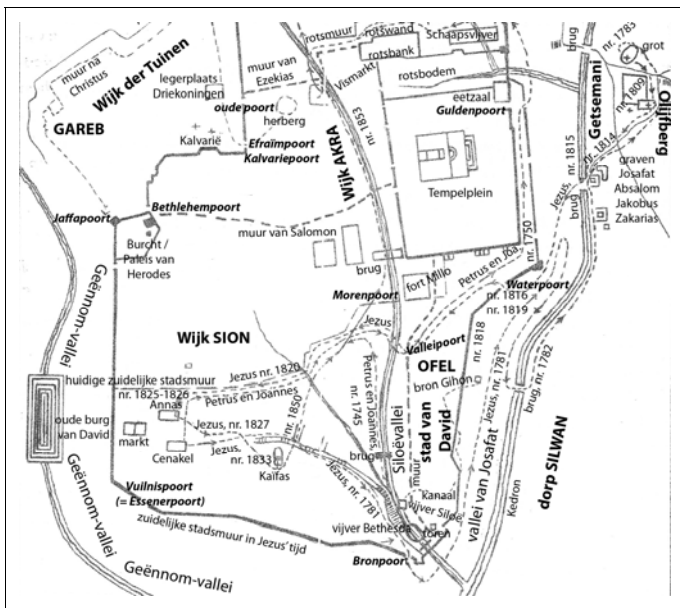 rotsmuur
rotswand
Schaapsvijver
rotsbank
rotsbodem
muur van
Ezekias
Vismarkt
legerplaats
Driekoningen
Wijk der Tuinen
muur na
Christus
GAREB
oude poort
herberg
Kalvarië
Efraïmpoort
Kalvariepoort
eetzaal
Guldenpoort
nr. 1853
Wijk AKRA
Tempelplein
brug
nr. 1783
grot
nr. 1809
Getsemani
Olijfberg
nr. 1814
Jezus, nr. 1815
brug
graven
Josafat
Absalom
Jakobus
Zakarias
Jaffapoort
Bethlehempoort
Burcht /
Paleis van
Herodes
muur van Salomon
brug
fort Millo
Petrus en Joa.
nr. 1750
Morenpoort
Waterpoort
nr. 1816
nr. 1819
Geënnom-vallei
Wijk SION
Jezus
Valleipoort
OFEL
nr. 1818
bron Gihon
huidige zuidelijke stadsmuur
nr. 1825-1826
Jezus nr. 1820
Petrus en Joannes
Annas
Jezus, nr. 1827
nr. 1850
oude burg
van David
markt
Cenakel
Jezus,
nr. 1833
Kaïfas
Petrus en Joannes
nr. 1745
Siloëvallei
stad van
David
muur
brug
Jezus, nr. 1781
Jezus, nr. 1781
brug, nr. 1782
vallei van Josafat
Kedron
dorp SILWAN
kanaal
vijver Siloë
vijver Bethesda
toren
Bronpoort
Vuilnispoort
(= Essenerpoort)
zuidelijke stadsmuur in Jezus' tijd
Geënnom-vallei
Geënnom-vallei